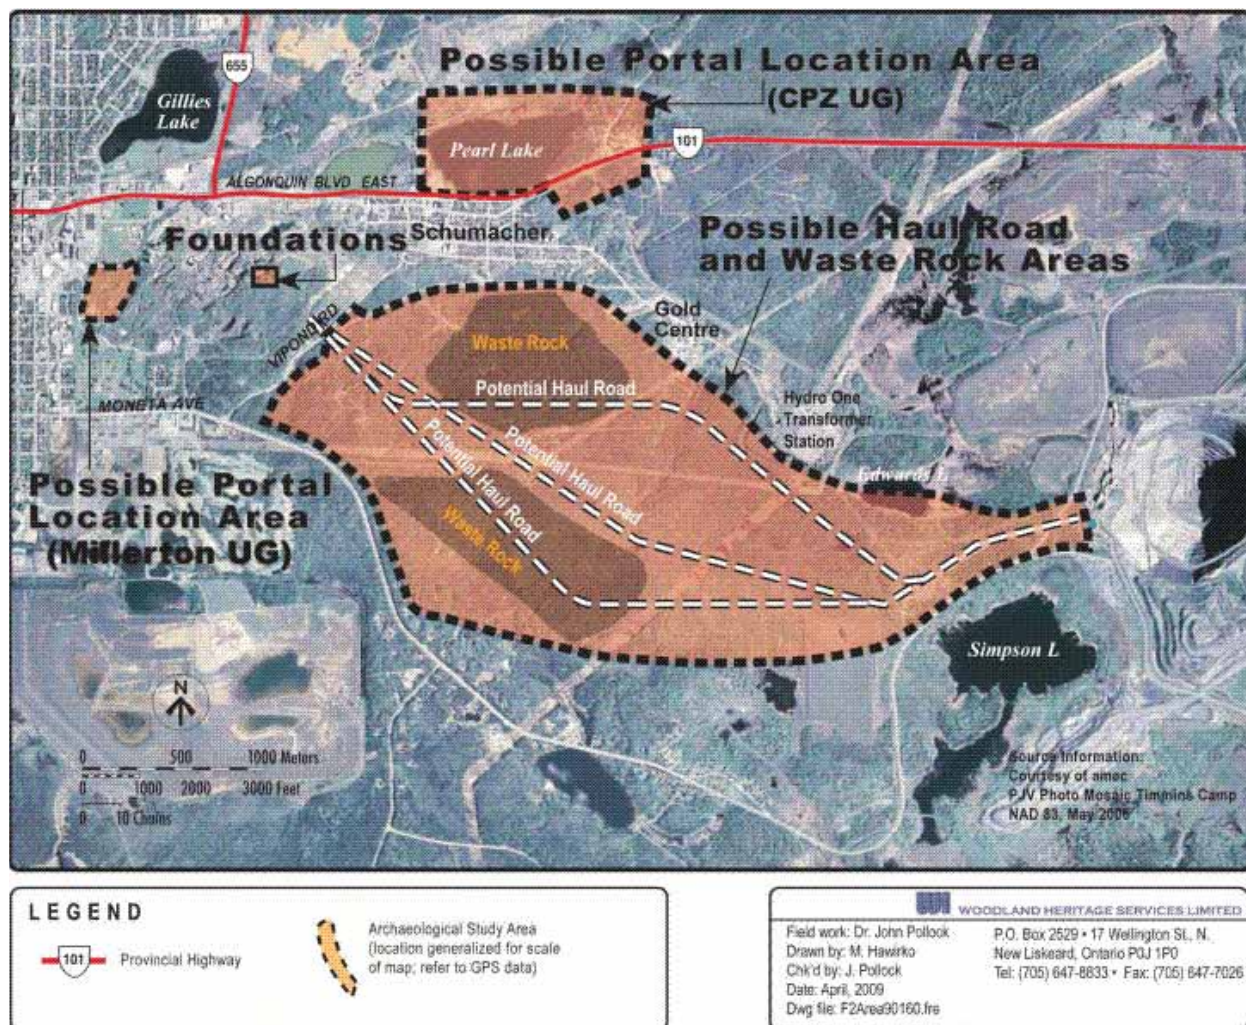 Possible Portal Location Area
(CPZ UG)
655
Gillies
Lake
Pearl Lake
101
ALGONQUIN BLVD EAST
Foundations
Schumacher
Possible Haul Road
and Waste Rock Areas
Gold
Centre
VIPOND RD
Waste Rock
Potential Haul Road
MONETA AVE
Hydro One
Transformer
Station
Potential Haul Road
Potential Haul Road
Edwards L
Possible Portal
Location Area
(Millerton UG)
Waste Rock
Simpson L
N
0 500 1000 Meters
0 1000 2000 3000 Feet
0 10 Chains
Source Information:
Courtesy of amec
PJV Photo Mosaic Timmins Camp
NAD 83, May 2006
LEGEND
101 Provincial Highway
Archaeological Study Area
(location generalized for scale
of map; refer to GPS data)
WOODLAND HERITAGE SERVICES LIMITED
Field work: Dr. John Pollock
Drawn by: M. Hawirko
Chk'd by: J. Pollock
Date: April, 2009
Dwg file: F2Area90160.fre
P.O. Box 2529 • 17 Wellington St., N.
New Liskeard, Ontario P0J 1P0
Tel: (705) 647-8833 • Fax: (705) 647-7026